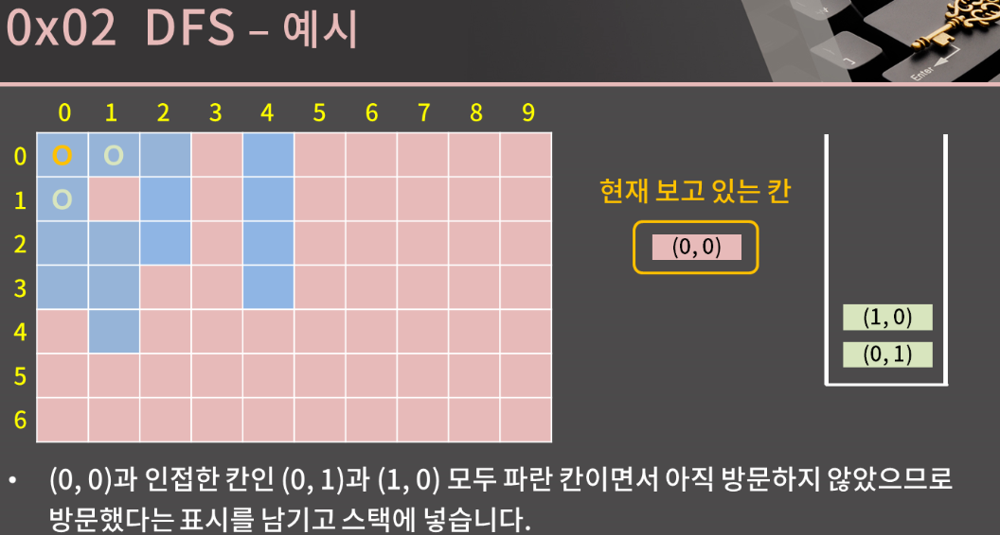 0x02 DFS – 예시
Enter
0 1 2 3 4 5 6 7 8 9
0 O O
1 O
2
3
4
5
6
현재 보고 있는 칸
(0, 0)
(1, 0)
(0, 1)
• (0, 0)과 인접한 칸인 (0, 1)과 (1, 0) 모두 파란 칸이면서 아직 방문하지 않았으므로
방문했다는 표시를 남기고 스택에 넣습니다.